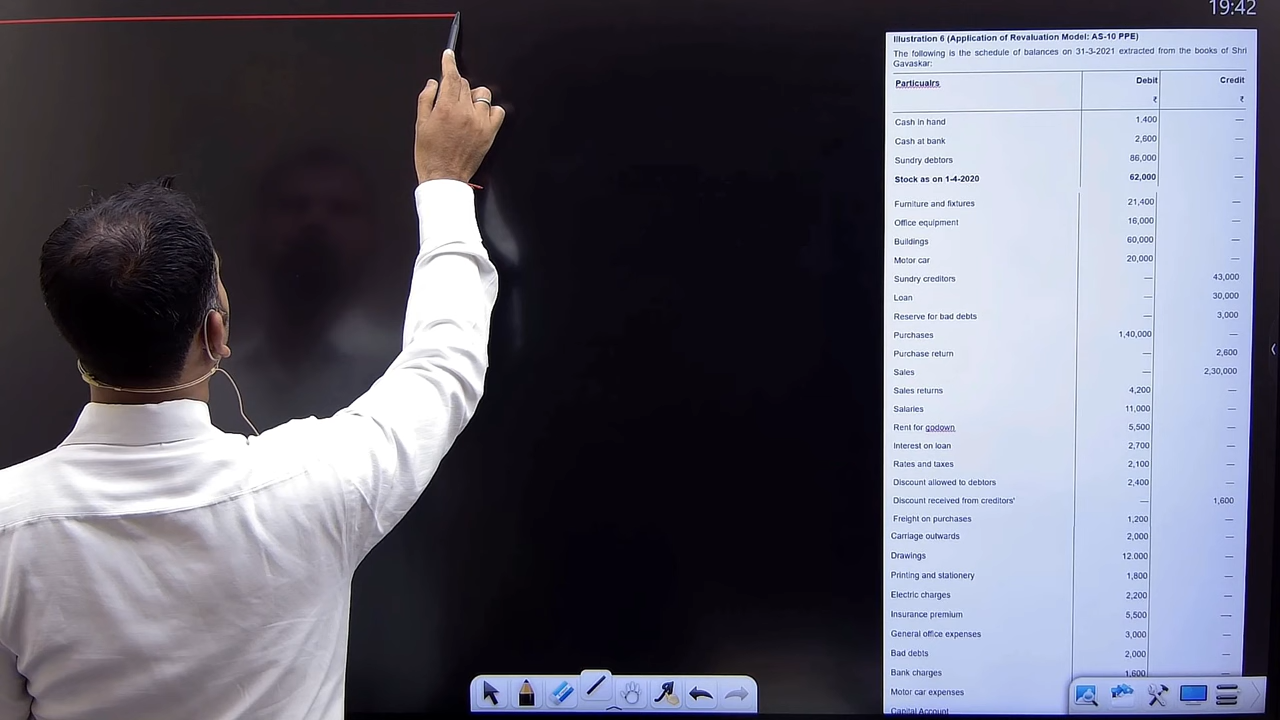 19:42
Illustration 6 (Application of Revaluation Model: AS-10 PPE)
The following is the schedule of balances on 31-3-2021 extracted from the books of Shri
Gavaskar:
Particualrs Debit Credit
₹ ₹
Cash in hand 1,400 —
Cash at bank 2,600 —
Sundry debtors 86,000 —
Stock as on 1-4-2020 62,000 —
Furniture and fixtures 21,400 —
Office equipment 16,000 —
Buildings 60,000 —
Motor car 20,000 —
Sundry creditors — 43,000
Loan — 30,000
Reserve for bad debts — 3,000
Purchases 1,40,000 —
Purchase return — 2,600
Sales — 2,30,000
Sales returns 4,200 —
Salaries 11,000 —
Rent for godown 5,500 —
Interest on loan 2,700 —
Rates and taxes 2,100 —
Discount allowed to debtors 2,400 —
Discount received from creditors' — 1,600
Freight on purchases 1,200 —
Carriage outwards 2,000 —
Drawings 12.000 —
Printing and stationery 1,800 —
Electric charges 2,200 —
Insurance premium 5,500 —
General office expenses 3,000 —
Bad debts 2,000 —
Bank charges 1,600 —
Motor car expenses
Capital Account